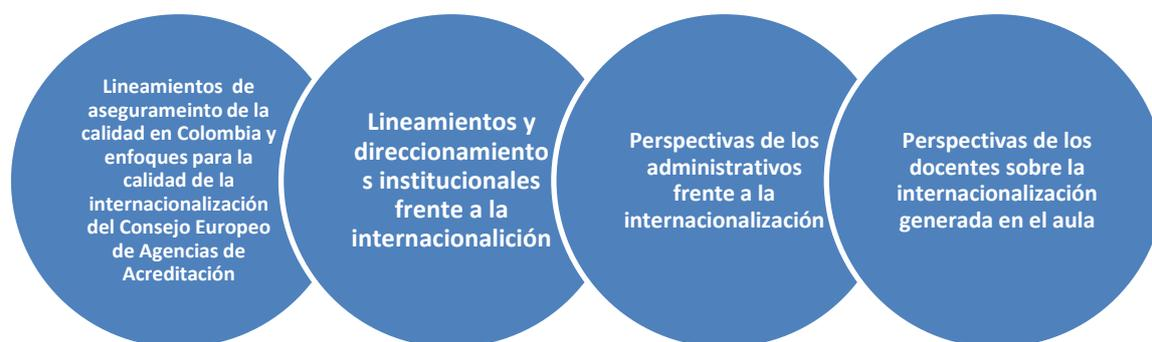 Lineamientos de
asegurameinto de la
calidad en Colombia y
enfoques para la
calidad de la
internacionalización
del Consejo Europeo
de Agencias de
Acreditación
Lineamientos y
direccionamiento
s institucionales
frente a la
internacionalición
Perspectivas de los
administrativos
frente a la
internacionalización
Perspectivas de los
docentes sobre la
internacionalización
generada en el aula